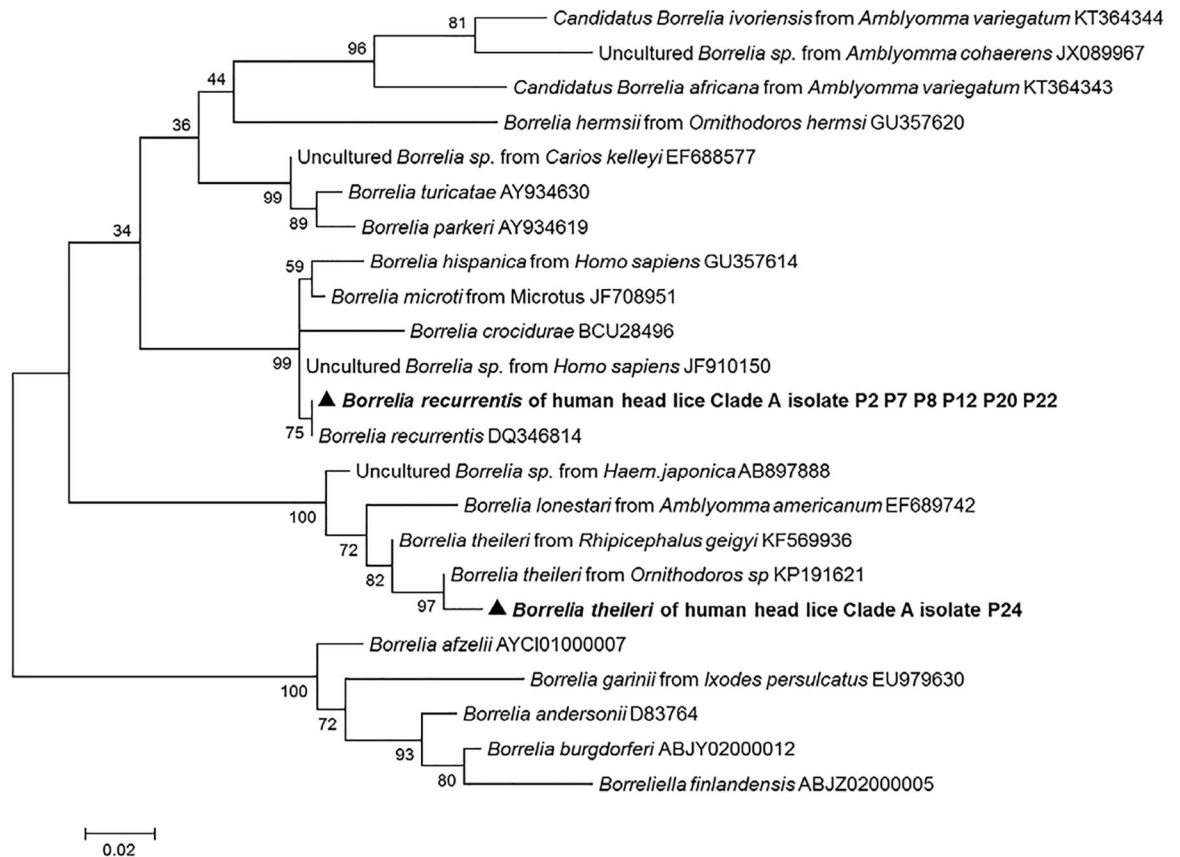 81
Candidatus Borrelia ivoriensis from Amblyomma variegatum KT364344
96
Uncultured Borrelia sp. from Amblyomma cohaerens JX089967
44
Candidatus Borrelia africana from Amblyomma variegatum KT364343
36
Borrelia hermsii from Ornithodoros hermsi GU357620
Uncultured Borrelia sp. from Carios kelleyi EF688577
99
Borrelia turicatae AY934630
89
Borrelia parkeri AY934619
34
59
Borrelia hispanica from Homo sapiens GU357614
Borrelia microti from Microtus JF708951
Borrelia crocidurae BCU28496
99
Uncultured Borrelia sp. from Homo sapiens JF910150
▲ Borrelia recurrentis of human head lice Clade A isolate P2 P7 P8 P12 P20 P22
75
Borrelia recurrentis DQ346814
Uncultured Borrelia sp. from Haem.japonica AB897888
100
Borrelia lonestari from Amblyomma americanum EF689742
72
Borrelia theileri from Rhipicephalus geigyi KF569936
82
Borrelia theileri from Ornithodoros sp KP191621
97
▲ Borrelia theileri of human head lice Clade A isolate P24
Borrelia afzelii AYCI01000007
100
Borrelia garinii from Ixodes persulcatus EU979630
72
Borrelia andersonii D83764
93
Borrelia burgdorferi ABJY02000012
80
Borreliella finlandensis ABJZ02000005
0.02